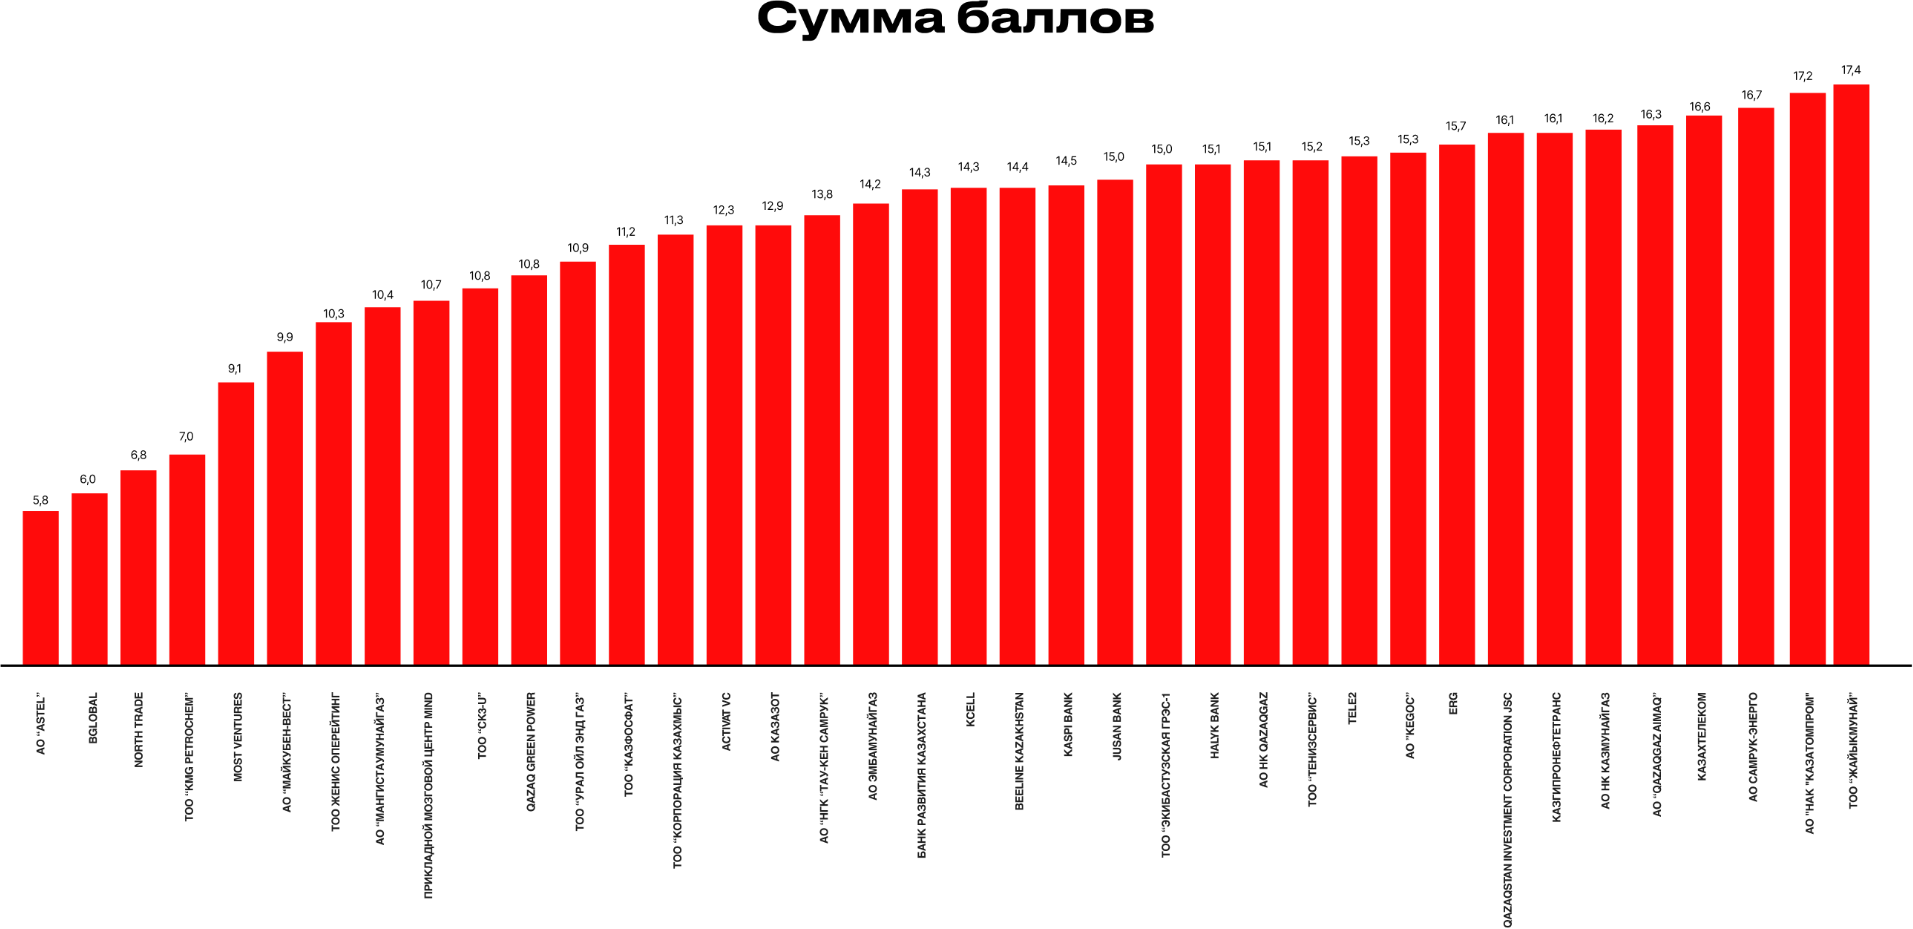 Сумма баллов
5,8
6,0
6,8
7,0
9,1
9,9
10,3
10,4
10,7
10,8
10,8
10,9
11,2
11,3
12,3
12,9
13,8
14,2
14,3
14,3
14,4
14,5
15,0
15,0
15,1
15,1
15,2
15,3
15,3
15,7
16,1
16,1
16,2
16,3
16,6
16,7
17,2
17,4
АО “ASTEL”
BGLOBAL
NORTH TRADE
ТОО “KMG PETROCHEM”
MOST VENTURES
АО “МАЙКУБЕН-ВЕСТ”
ТОО ЖЕНИС ОПЕРЕЙТИНГ
АО “МАНГИСТАУМУНАЙГАЗ”
ПРИКЛАДНОЙ МОЗГОВОЙ ЦЕНТР MIND
ТОО “СКЗ-U”
QAZAQ GREEN POWER
ТОО “УРАЛ ОЙЛ ЭНД ГАЗ”
ТОО “КАЗФОСФАТ”
ТОО “КОРПОРАЦИЯ КАЗАХМЫС”
ACTIVAT VC
АО КАЗАЗОТ
АО “НГК “ТАУ-КЕН САМРУК”
АО ЭМБАМУНАЙГАЗ
БАНК РАЗВИТИЯ КАЗАХСТАНА
KCELL
BEELINE KAZAKHSTAN
KASPI BANK
JUSAN BANK
ТОО “ЭКИБАСТУЗСКАЯ ГРЭС-1
HALYK BANK
АО НК QAZAQGAZ
ТОО “ТЕНИЗСЕРВИС”
TELE2
АО “KEGOC”
ERG
QAZAQSTAN INVESTMENT CORPORATION JSC
КАЗГИПРОНЕФТЕТРАНС
АО НК КАЗМУНАЙГАЗ
АО “QAZAQGAZ AIMAQ”
КАЗАХТЕЛЕКОМ
АО САМРУК-ЭНЕРГО
АО "НАК "КАЗАТОМПРОМ"
ТОО “ЖАЙЫКМУНАЙ”